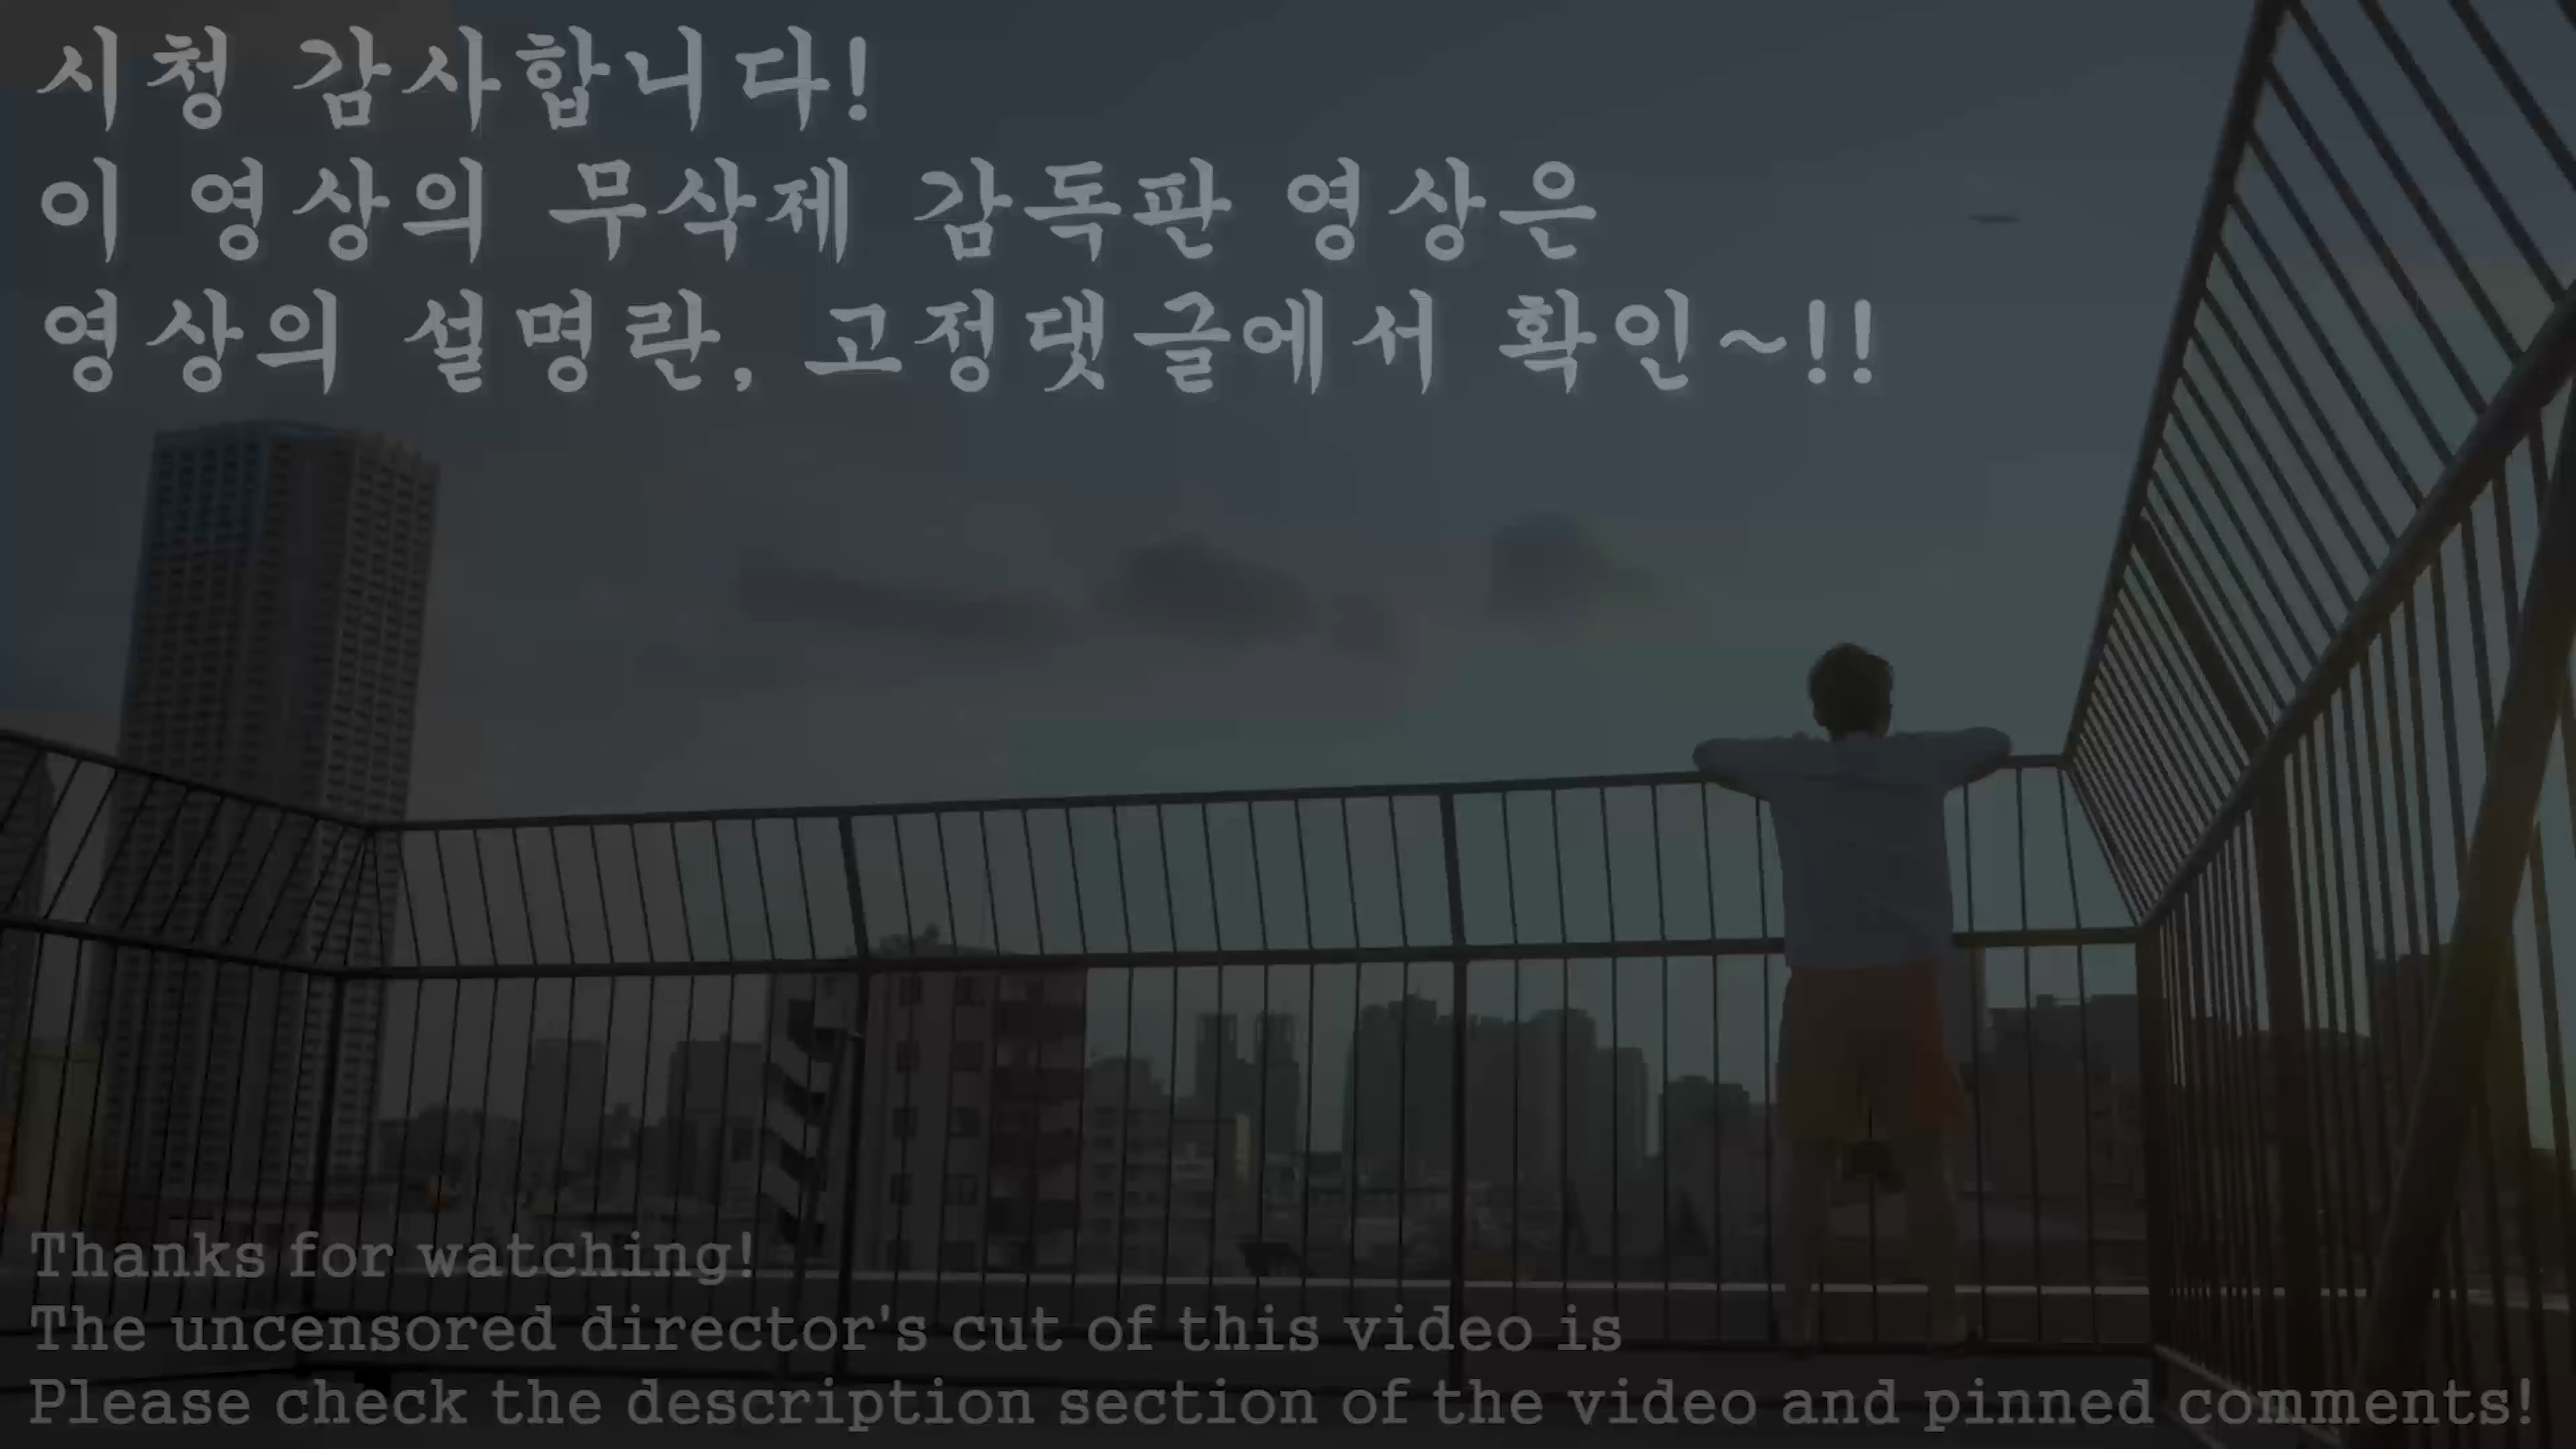 시청 감사합니다!
이 영상의 무삭제 감독판 영상은
영상의 설명란, 고정댓글에서 확인~!!
Thanks for watching!
The uncensored director's cut of this video is
Please check the description section of the video and pinned comments!